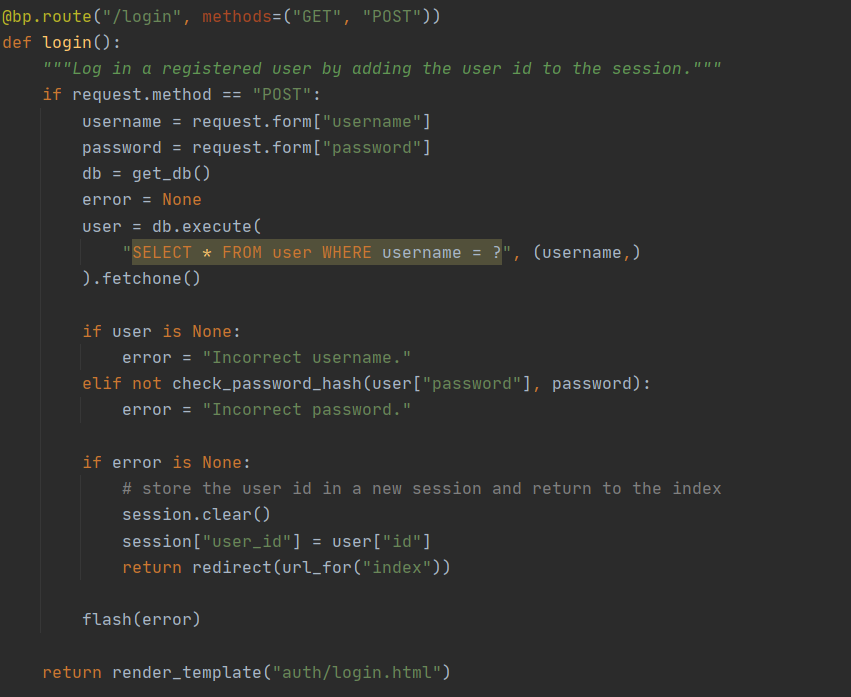 @bp.route("/login", methods=("GET", "POST"))
def login():
    """Log in a registered user by adding the user id to the session."""
    if request.method == "POST":
        username = request.form["username"]
        password = request.form["password"]
        db = get_db()
        error = None
        user = db.execute(
            "SELECT * FROM user WHERE username = ?", (username,)
        ).fetchone()

        if user is None:
            error = "Incorrect username."
        elif not check_password_hash(user["password"], password):
            error = "Incorrect password."

        if error is None:
            # store the user id in a new session and return to the index
            session.clear()
            session["user_id"] = user["id"]
            return redirect(url_for("index"))

        flash(error)

    return render_template("auth/login.html")